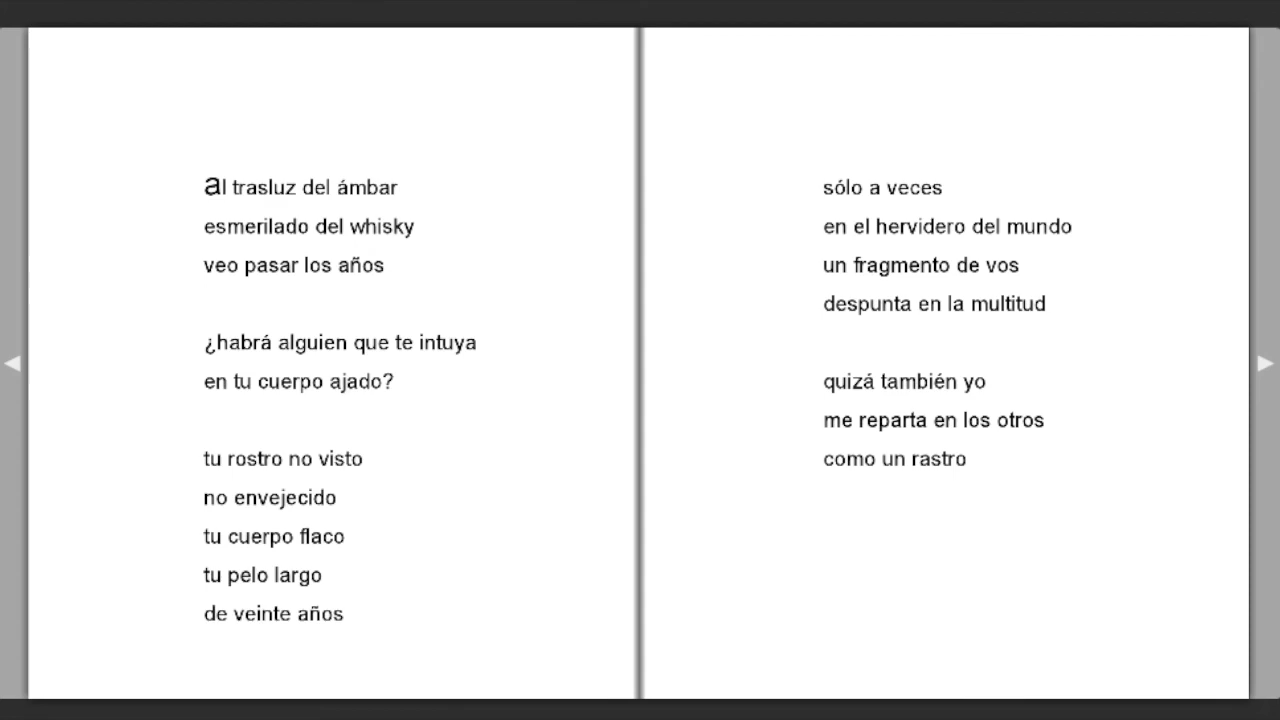 al trasluz del ámbar
esmerilado del whisky
veo pasar los años
¿habrá alguien que te intuya
en tu cuerpo ajado?
tu rostro no visto
no envejecido
tu cuerpo flaco
tu pelo largo
de veinte años
sólo a veces
en el hervidero del mundo
un fragmento de vos
despunta en la multitud
quizá también yo
me reparta en los otros
como un rastro